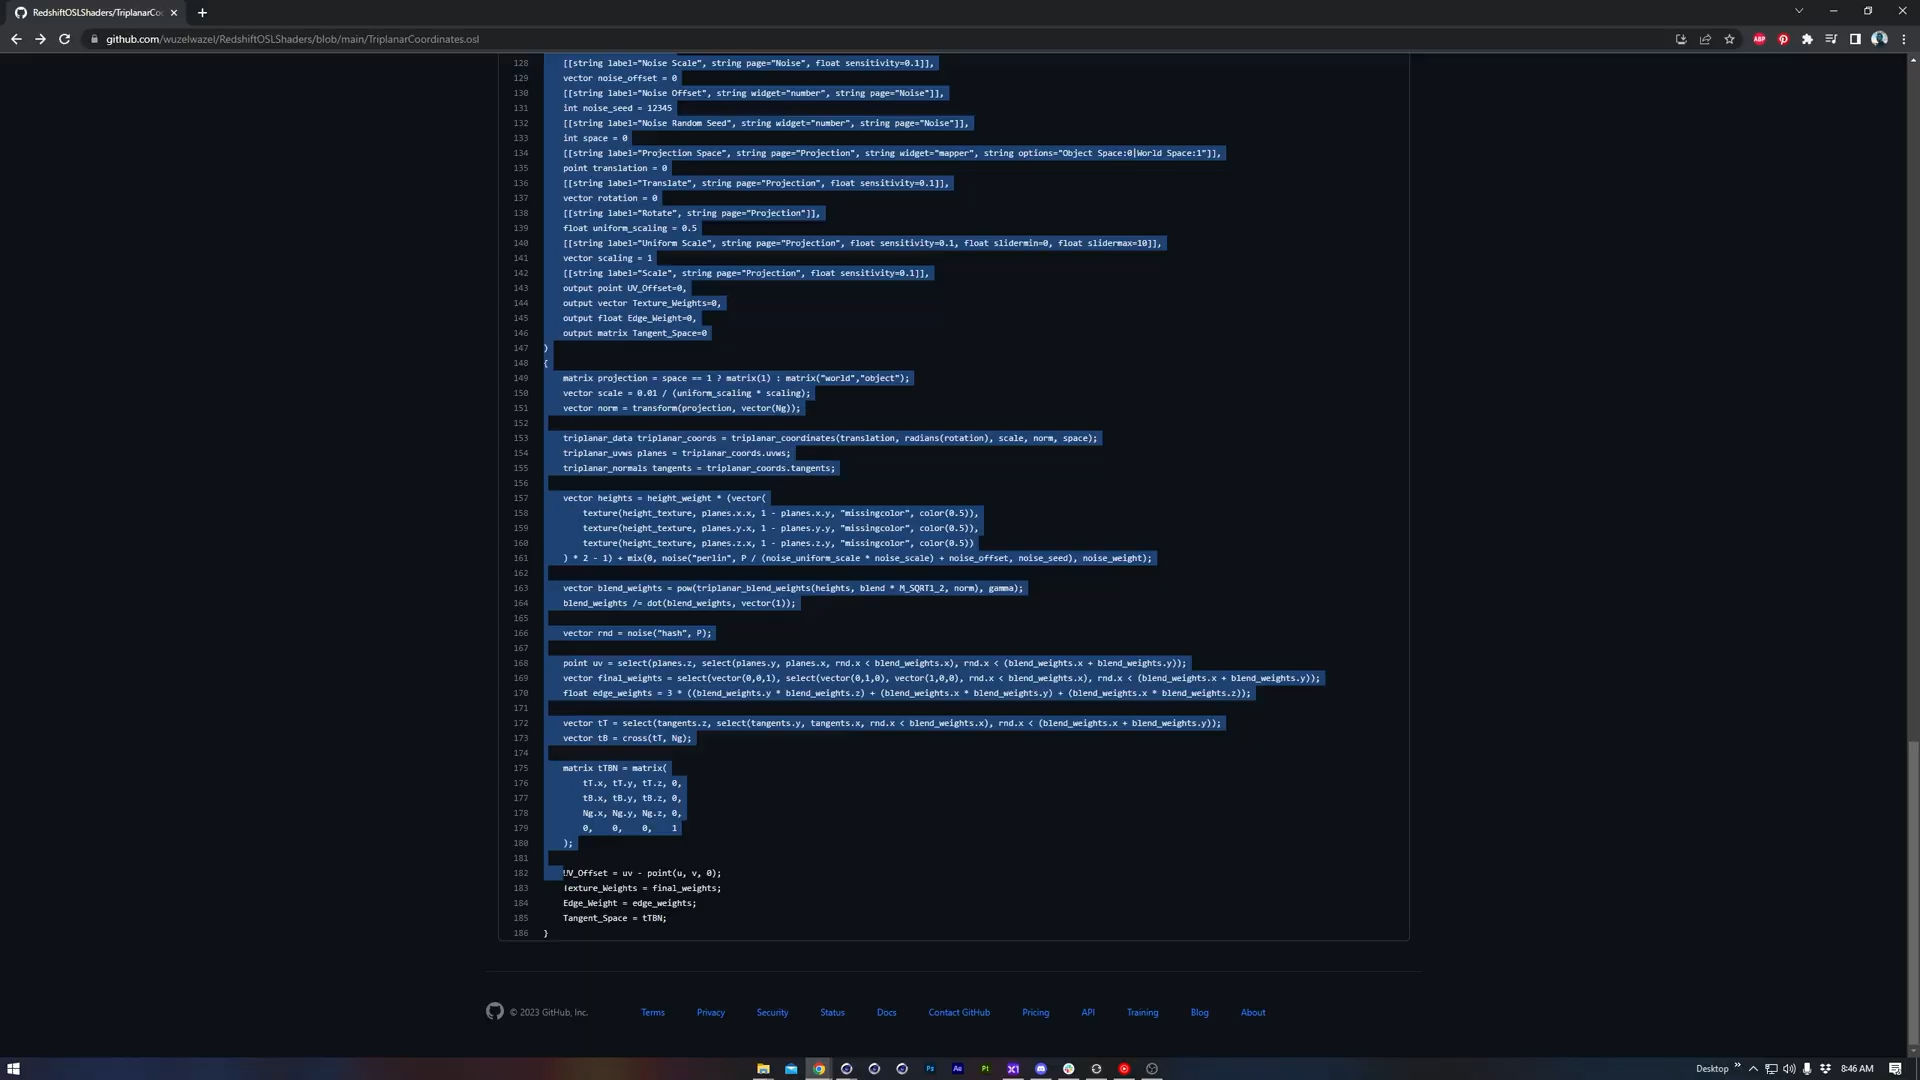 RedshiftOSLShaders/TriplanarCo
github.com/wuzelwazel/RedshiftOSLShaders/blob/main/TriplanarCoordinates.osl
ABP
128 [[string label="Noise Scale", string page="Noise", float sensitivity=0.1]],
129 vector noise_offset = 0
130 [[string label="Noise Offset", string widget="number", string page="Noise"]],
131 int noise_seed = 12345
132 [[string label="Noise Random Seed", string widget="number", string page="Noise"]],
133 int space = 0
134 [[string label="Projection Space", string page="Projection", string widget="mapper", string options="Object Space:0|World Space:1"]],
135 point translation = 0
136 [[string label="Translate", string page="Projection", float sensitivity=0.1]],
137 vector rotation = 0
138 [[string label="Rotate", string page="Projection"]],
139 float uniform_scaling = 0.5
140 [[string label="Uniform Scale", string page="Projection", float sensitivity=0.1, float slidermin=0, float slidermax=10]],
141 vector scaling = 1
142 [[string label="Scale", string page="Projection", float sensitivity=0.1]],
143 output point UV_Offset=0,
144 output vector Texture_Weights=0,
145 output float Edge_Weight=0,
146 output matrix Tangent_Space=0
147 )
148 {
149 matrix projection = space == 1 ? matrix(1) : matrix("world","object");
150 vector scale = 0.01 / (uniform_scaling * scaling);
151 vector norm = transform(projection, vector(Ng));
152
153 triplanar_data triplanar_coords = triplanar_coordinates(translation, radians(rotation), scale, norm, space);
154 triplanar_uvws planes = triplanar_coords.uvws;
155 triplanar_normals tangents = triplanar_coords.tangents;
156
157 vector heights = height_weight * (vector(
158 texture(height_texture, planes.x.x, 1 - planes.x.y, "missingcolor", color(0.5)),
159 texture(height_texture, planes.y.x, 1 - planes.y.y, "missingcolor", color(0.5)),
160 texture(height_texture, planes.z.x, 1 - planes.z.y, "missingcolor", color(0.5))
161 ) * 2 - 1) + mix(0, noise("perlin", P / (noise_uniform_scale * noise_scale) + noise_offset, noise_seed), noise_weight);
162
163 vector blend_weights = pow(triplanar_blend_weights(heights, blend * M_SQRT1_2, norm), gamma);
164 blend_weights /= dot(blend_weights, vector(1));
165
166 vector rnd = noise("hash", P);
167
168 point uv = select(planes.z, select(planes.y, planes.x, rnd.x < blend_weights.x), rnd.x < (blend_weights.x + blend_weights.y));
169 vector final_weights = select(vector(0,0,1), select(vector(0,1,0), vector(1,0,0), rnd.x < blend_weights.x), rnd.x < (blend_weights.x + blend_weights.y));
170 float edge_weights = 3 * ((blend_weights.y * blend_weights.z) + (blend_weights.x * blend_weights.y) + (blend_weights.x * blend_weights.z));
171
172 vector tT = select(tangents.z, select(tangents.y, tangents.x, rnd.x < blend_weights.x), rnd.x < (blend_weights.x + blend_weights.y));
173 vector tB = cross(tT, Ng);
174
175 matrix tTBN = matrix(
176 tT.x, tT.y, tT.z, 0,
177 tB.x, tB.y, tB.z, 0,
178 Ng.x, Ng.y, Ng.z, 0,
179 0, 0, 0, 1
180 );
181
182 UV_Offset = uv - point(u, v, 0);
183 Texture_Weights = final_weights;
184 Edge_Weight = edge_weights;
185 Tangent_Space = tTBN;
186 }
© 2023 GitHub, Inc. Terms Privacy Security Status Docs Contact GitHub Pricing API Training Blog About
Ps Ae Pt X1 Desktop 8:46 AM